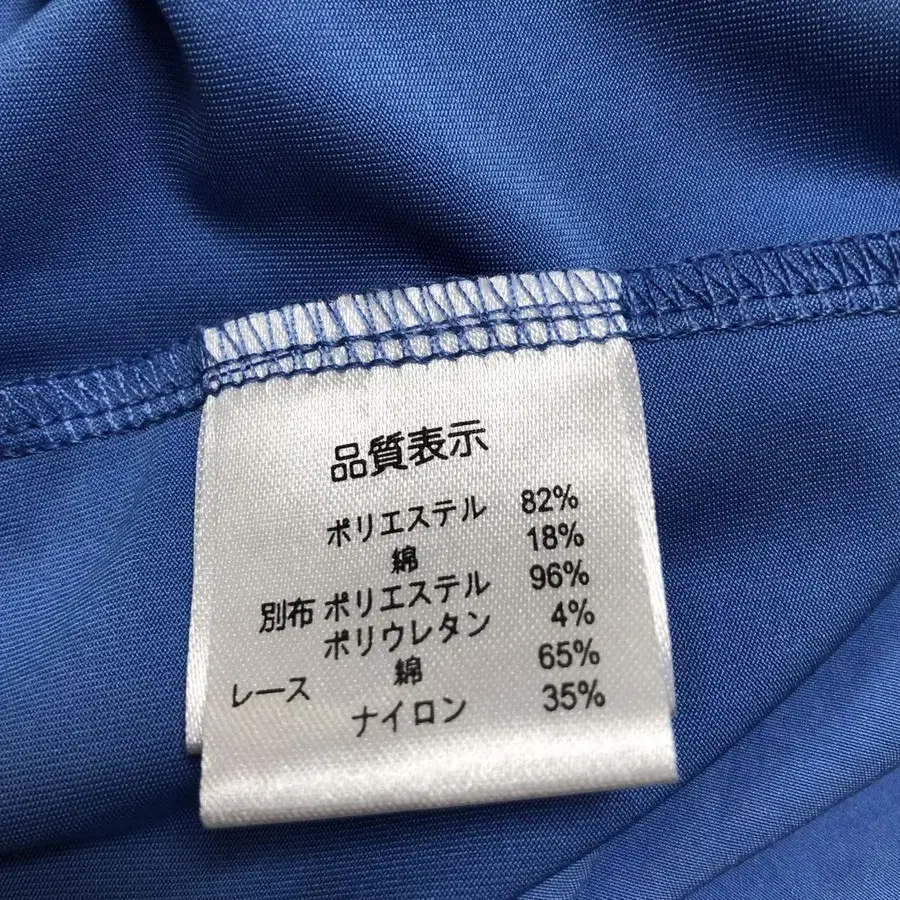 品質表示
ポリエステル 82%
綿 18%
別布 ポリエステル 96%
ポリウレタン 4%
レース 綿 65%
ナイロン 35%